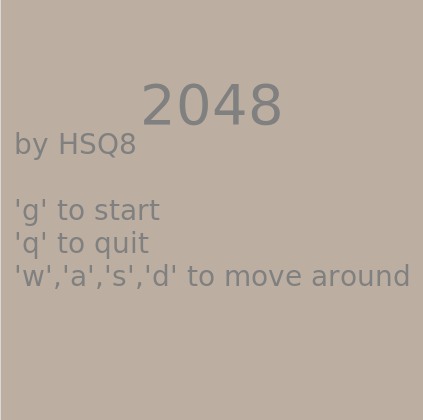 2048
by HSQ8
'g' to start
'q' to quit
'w','a','s','d' to move around